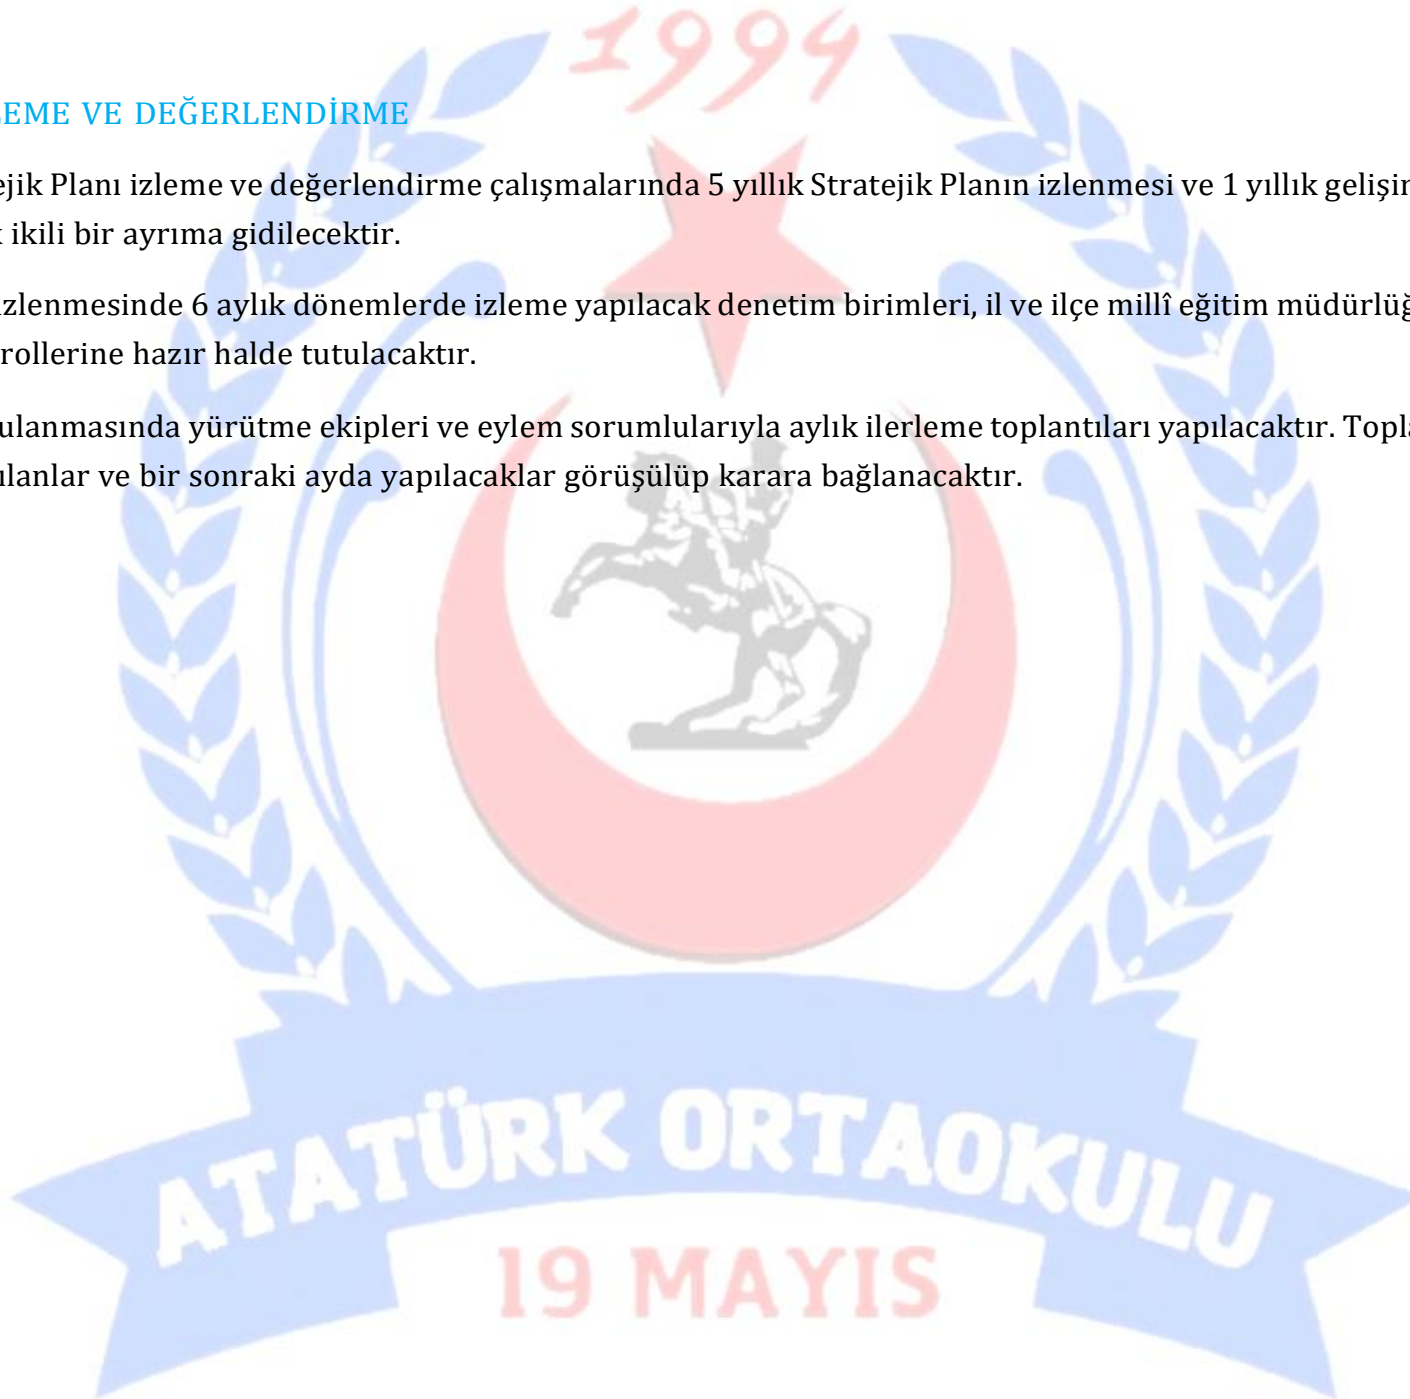 1994
LEME VE DEĞERLENDİRME
ejik Planı izleme ve değerlendirme çalışmalarında 5 yıllık Stratejik Planın izlenmesi ve 1 yıllık gelişim
k ikili bir ayrıma gidilecektir.
izlenmesinde 6 aylık dönemlerde izleme yapılacak denetim birimleri, il ve ilçe millî eğitim müdürlüğ
rollerine hazır halde tutulacaktır.
ulanmasında yürütme ekipleri ve eylem sorumlularıyla aylık ilerleme toplantıları yapılacaktır. Topla
ılanlar ve bir sonraki ayda yapılacaklar görüşülüp karara bağlanacaktır.
ATATÜRK ORTAOKULU
19 MAYIS